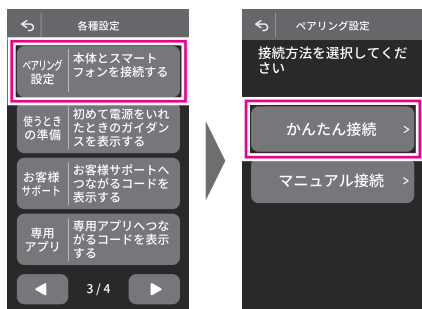 各種設定
ペアリング
設定
本体とスマート
フォンを接続する
使うとき
の準備
初めて電源をいれ
たときのガイダン
スを表示する
お客様
サポート
お客様サポートへ
つながるコードを
表示する
専用
アプリ
専用アプリへつな
がるコードを表示
する
3/4
ペアリング設定
接続方法を選択してくだ
さい
かんたん接続 >
マニュアル接続 >